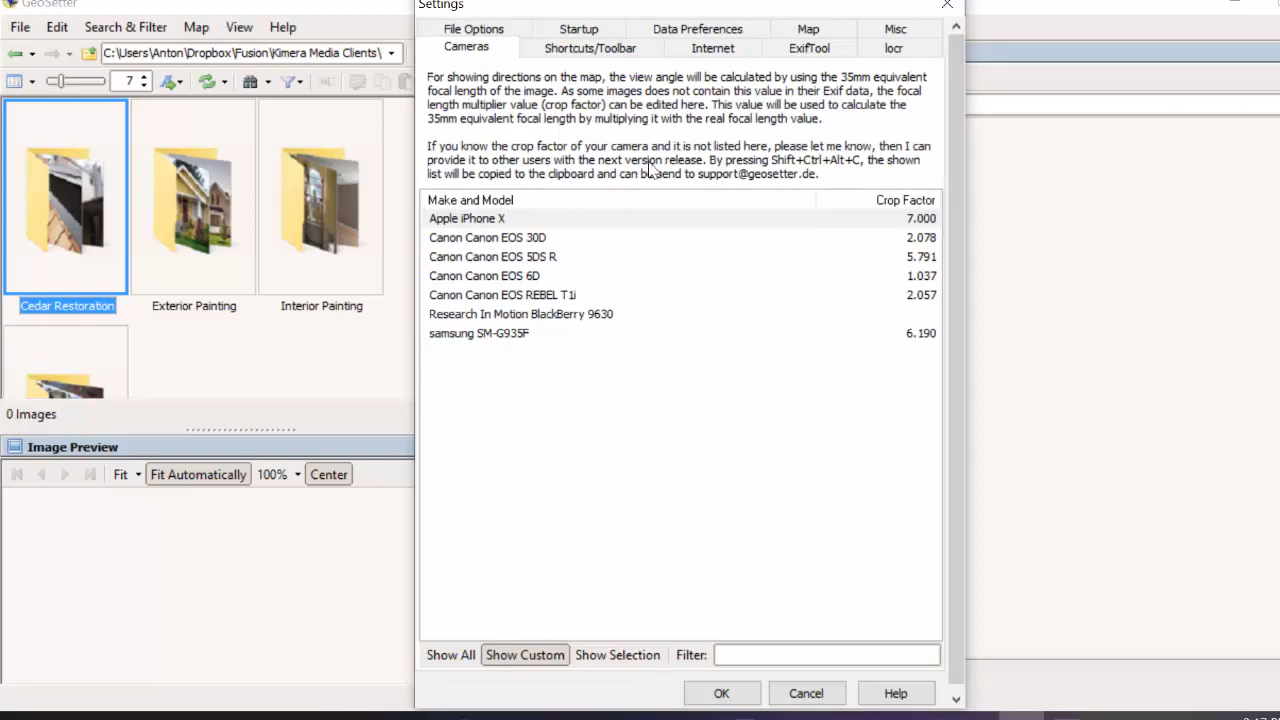 GeoSetter
Settings
File Edit Search & Filter Map View Help
C:\Users\Anton\Dropbox\Fusion\Kimera Media Clients\
7
File Options Startup Data Preferences Map Misc
Cameras Shortcuts/Toolbar Internet ExifTool locr
For showing directions on the map, the view angle will be calculated by using the 35mm equivalent
focal length of the image. As some images does not contain this value in their Exif data, the focal
length multiplier value (crop factor) can be edited here. This value will be used to calculate the
35mm equivalent focal length by multiplying it with the real focal length value.
If you know the crop factor of your camera and it is not listed here, please let me know, then I can
provide it to other users with the next version release. By pressing Shift+Ctrl+Alt+C, the shown
list will be copied to the clipboard and can be send to support@geosetter.de.
Make and Model Crop Factor
Apple iPhone X 7.000
Canon Canon EOS 30D 2.078
Canon Canon EOS 5DS R 5.791
Canon Canon EOS 6D 1.037
Canon Canon EOS REBEL T1i 2.057
Research In Motion BlackBerry 9630
samsung SM-G935F 6.190
Cedar Restoration Exterior Painting Interior Painting
0 Images
Image Preview
Fit Fit Automatically 100% Center
Show All Show Custom Show Selection Filter:
OK Cancel Help